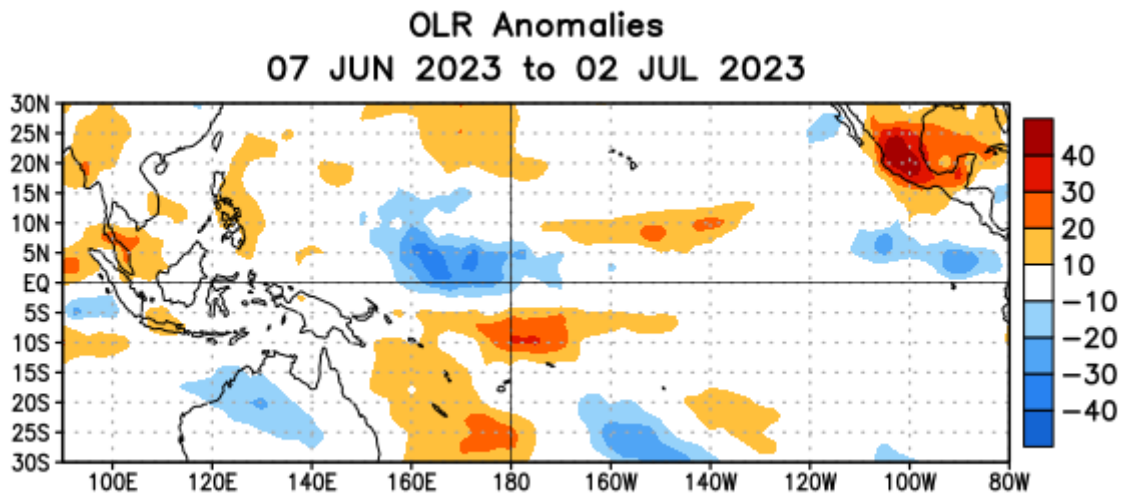 OLR Anomalies
07 JUN 2023 to 02 JUL 2023
30N
25N
20N
15N
10N
5N
EQ
5S
10S
15S
20S
25S
30S
100E 120E 140E 160E 180 160W 140W 120W 100W 80W
40
30
20
10
-10
-20
-30
-40